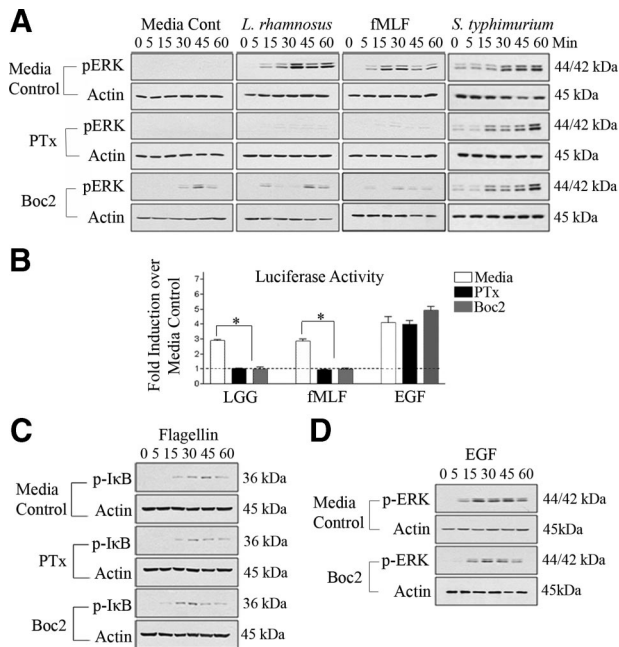 A
Media Cont L. rhamnosus fMLF S. typhimurium
0 5 15 30 45 60 0 5 15 30 45 60 0 5 15 30 45 60 0 5 15 30 45 60 Min
Media Control
pERK 44/42 kDa
Actin 45 kDa
PTx
pERK 44/42 kDa
Actin 45 kDa
Boc2
pERK 44/42 kDa
Actin 45 kDa
B
Luciferase Activity
Fold Induction over
Media Control
7
5
4
3
2
1
* *
Media
PTx
Boc2
LGG fMLF EGF
C
Flagellin
0 5 15 30 45 60
Media
Control
p-IκB 36 kDa
Actin 45 kDa
PTx
p-IκB 36 kDa
Actin 45 kDa
Boc2
p-IκB 36 kDa
Actin 45 kDa
D
EGF
0 5 15 30 45 60
Media
Control
p-ERK 44/42 kDa
Actin 45kDa
Boc2
p-ERK 44/42 kDa
Actin 45kDa